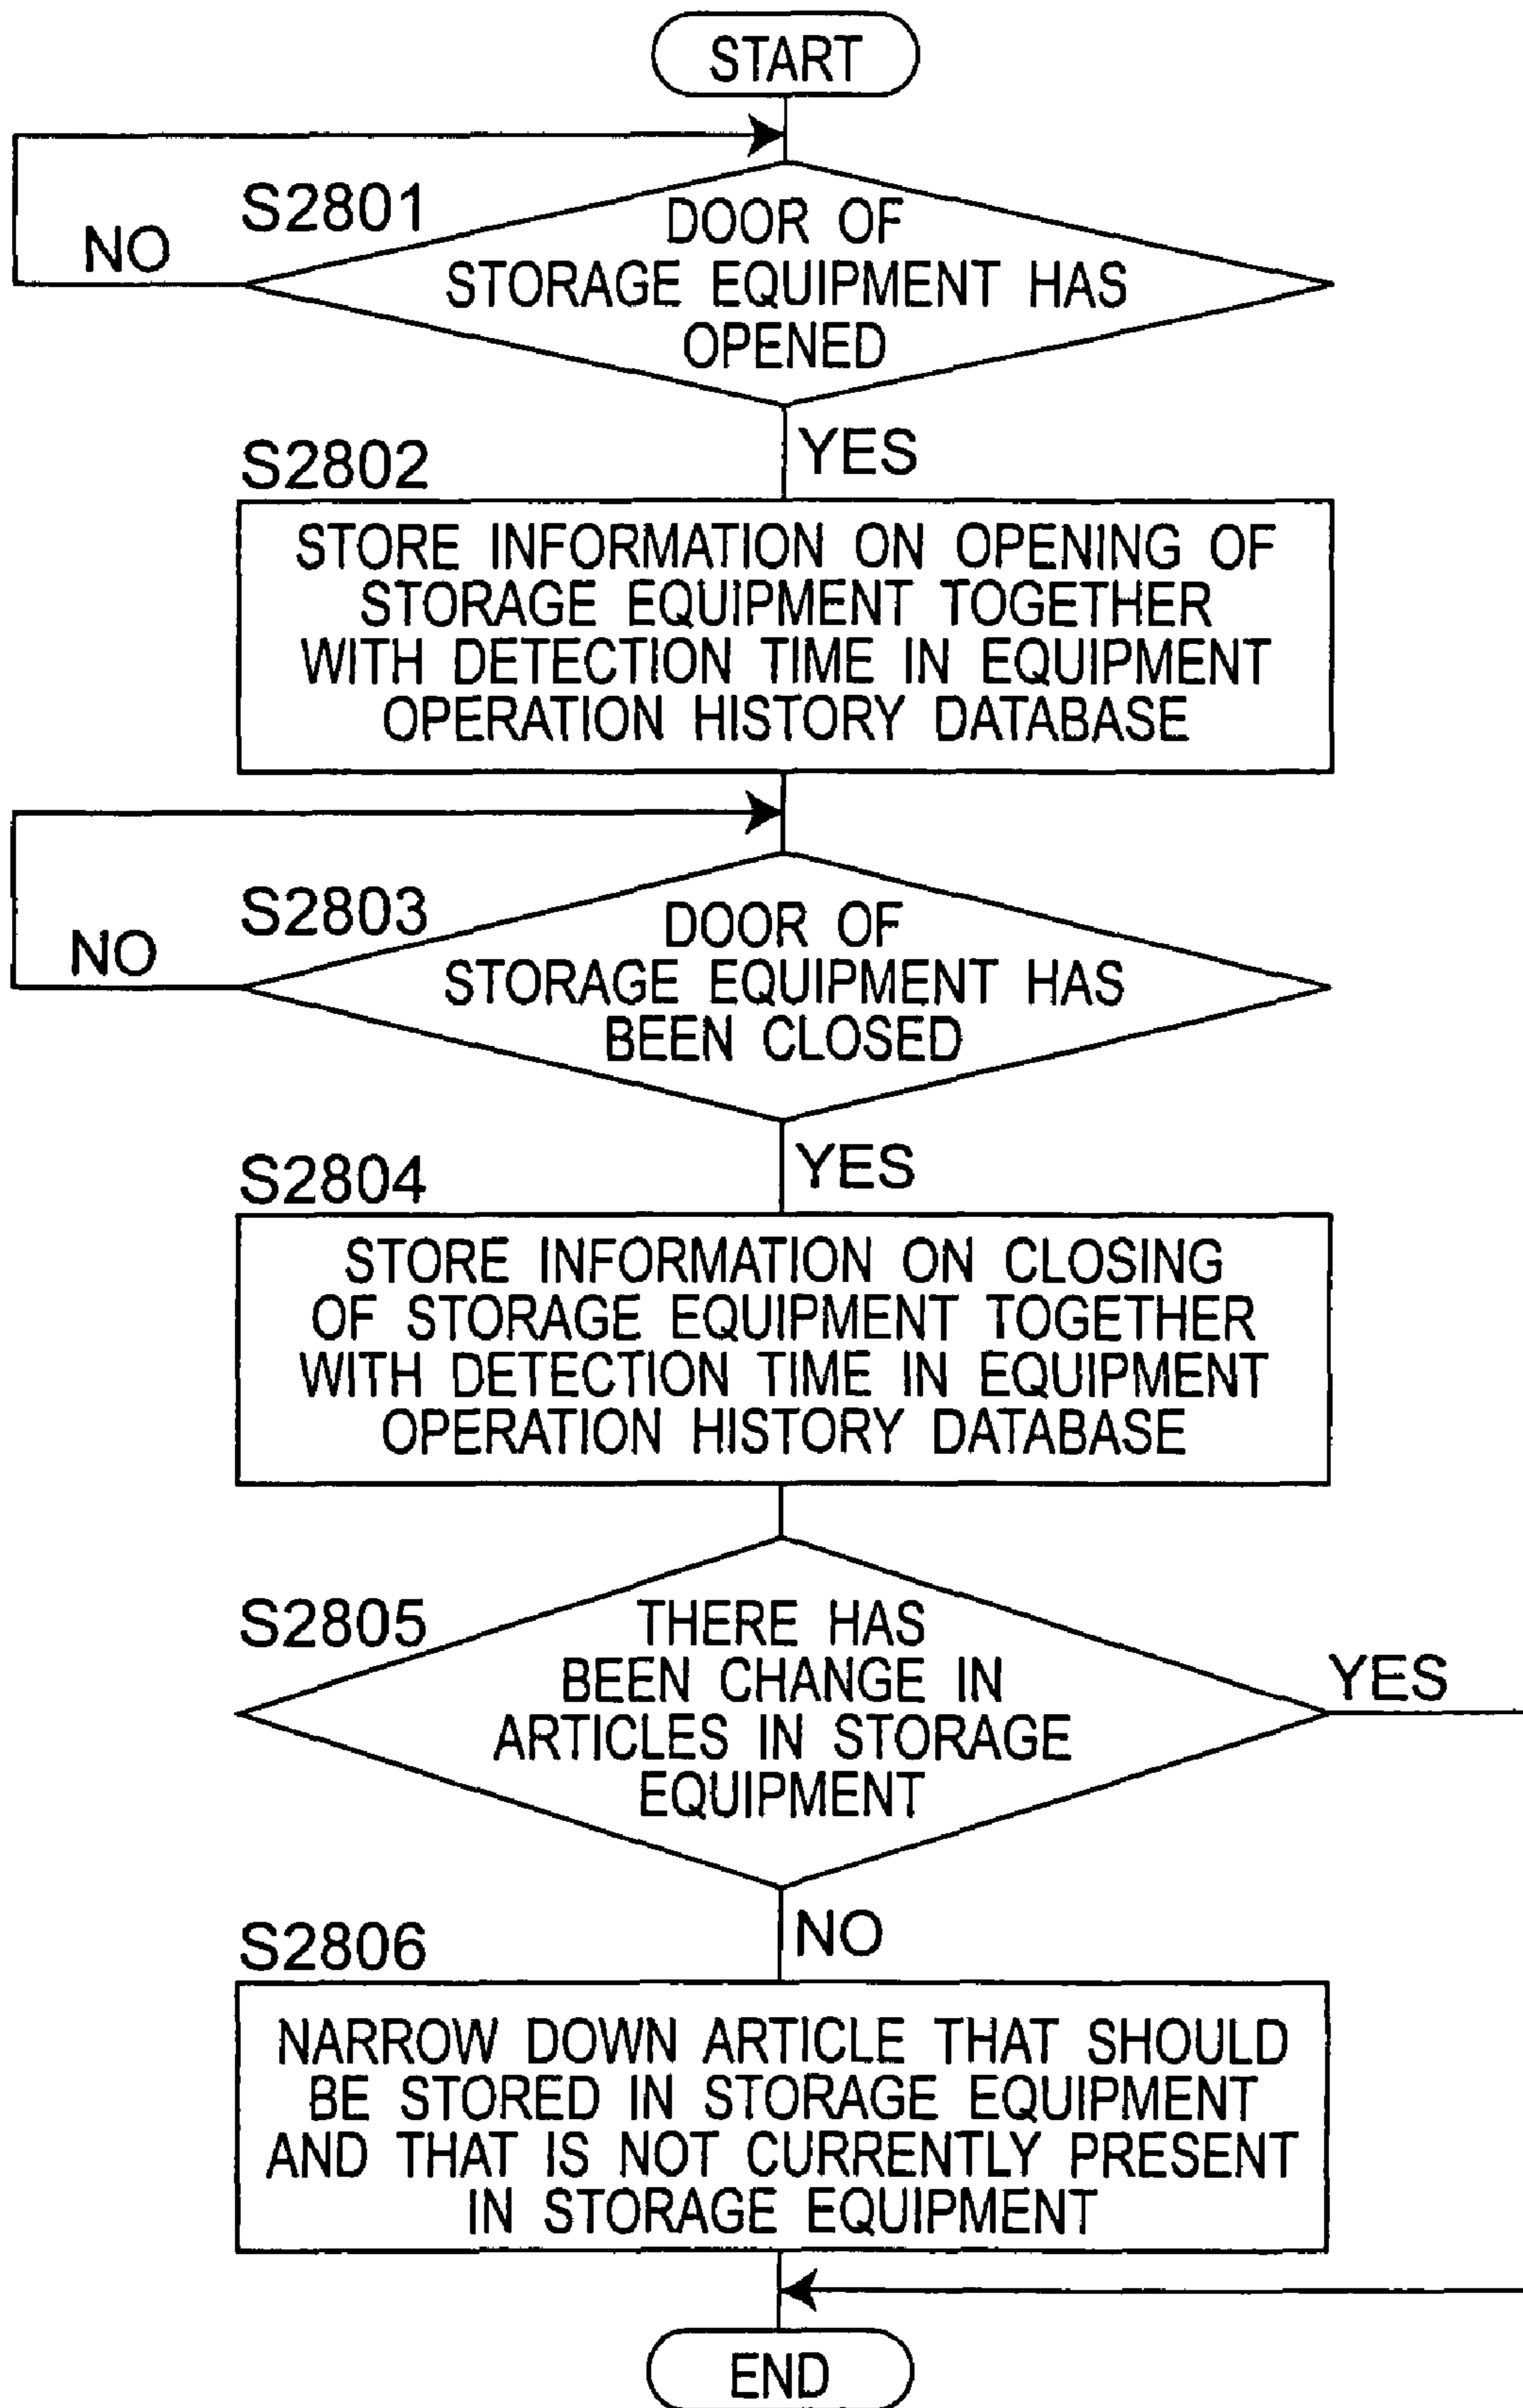 START
S2801
NO
DOOR OF
STORAGE EQUIPMENT HAS
OPENED
YES
S2802
STORE INFORMATION ON OPENING OF
STORAGE EQUIPMENT TOGETHER
WITH DETECTION TIME IN EQUIPMENT
OPERATION HISTORY DATABASE
S2803
NO
DOOR OF
STORAGE EQUIPMENT HAS
BEEN CLOSED
YES
S2804
STORE INFORMATION ON CLOSING
OF STORAGE EQUIPMENT TOGETHER
WITH DETECTION TIME IN EQUIPMENT
OPERATION HISTORY DATABASE
S2805
THERE HAS
BEEN CHANGE IN
ARTICLES IN STORAGE
EQUIPMENT
YES
NO
S2806
NARROW DOWN ARTICLE THAT SHOULD
BE STORED IN STORAGE EQUIPMENT
AND THAT IS NOT CURRENTLY PRESENT
IN STORAGE EQUIPMENT
END